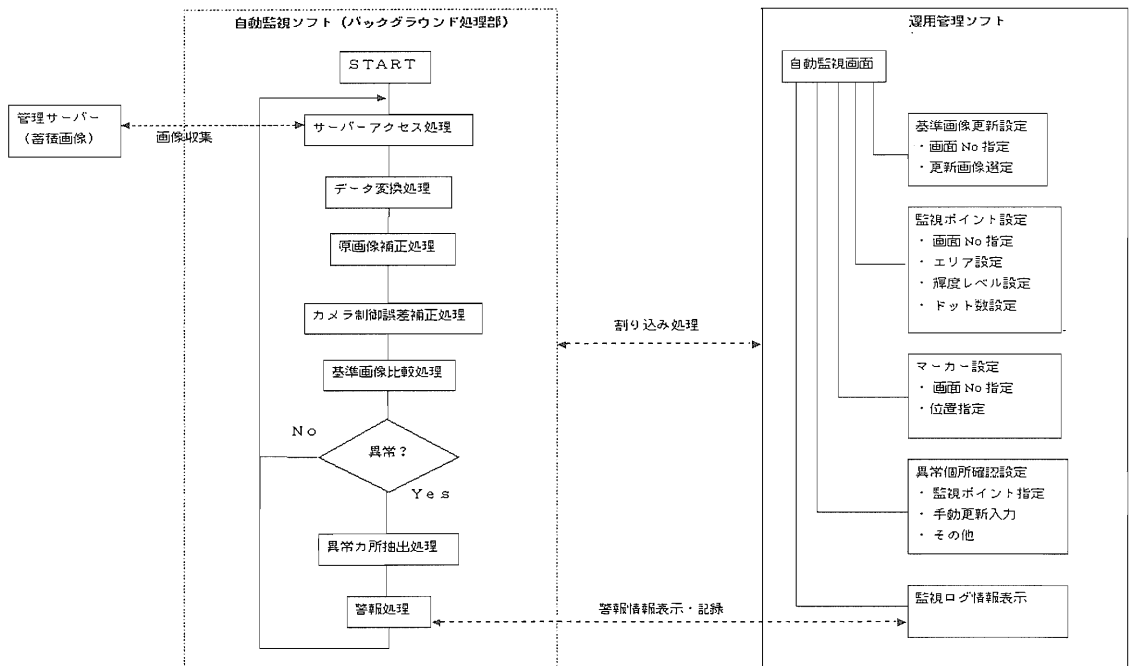 自動監視ソフト（バックグラウンド処理部）
ＳＴＡＲＴ
管理サーバー
（蓄積画像）
画像収集
サーバーアクセス処理
データ変換処理
原画像補正処理
カメラ制御誤差補正処理
基準画像比較処理
Ｎｏ
異常？
Ｙｅｓ
異常カ所抽出処理
警報処理
割り込み処理
警報情報表示・記録
運用管理ソフト
自動監視画面
基準画像更新設定
・画面 No 指定
・更新画像選定
監視ポイント設定
・ 画面 No 指定
・ エリア設定
・ 輝度レベル設定
・ ドット数設定
マーカー設定
・ 画面 No 指定
・位置指定
異常個所確認設定
・ 監視ポイント指定
・ 手動更新入力
・ その他
監視ログ情報表示